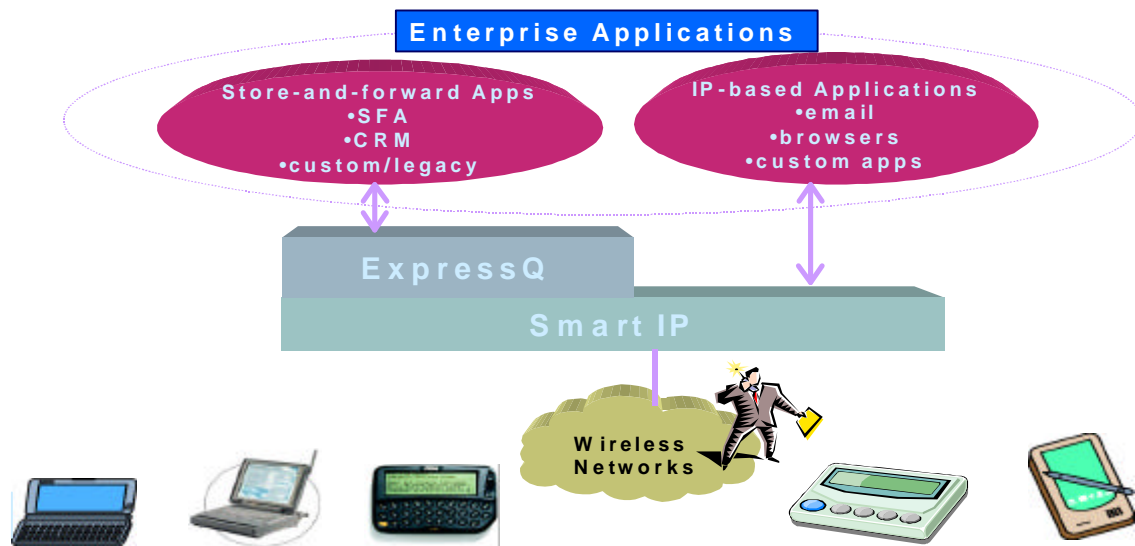 Enterprise Applications
Store-and-forward Apps
•SFA
•CRM
•custom/legacy
IP-based Applications
•email
•browsers
•custom apps
ExpressQ
Smart IP
Wireless
Networks